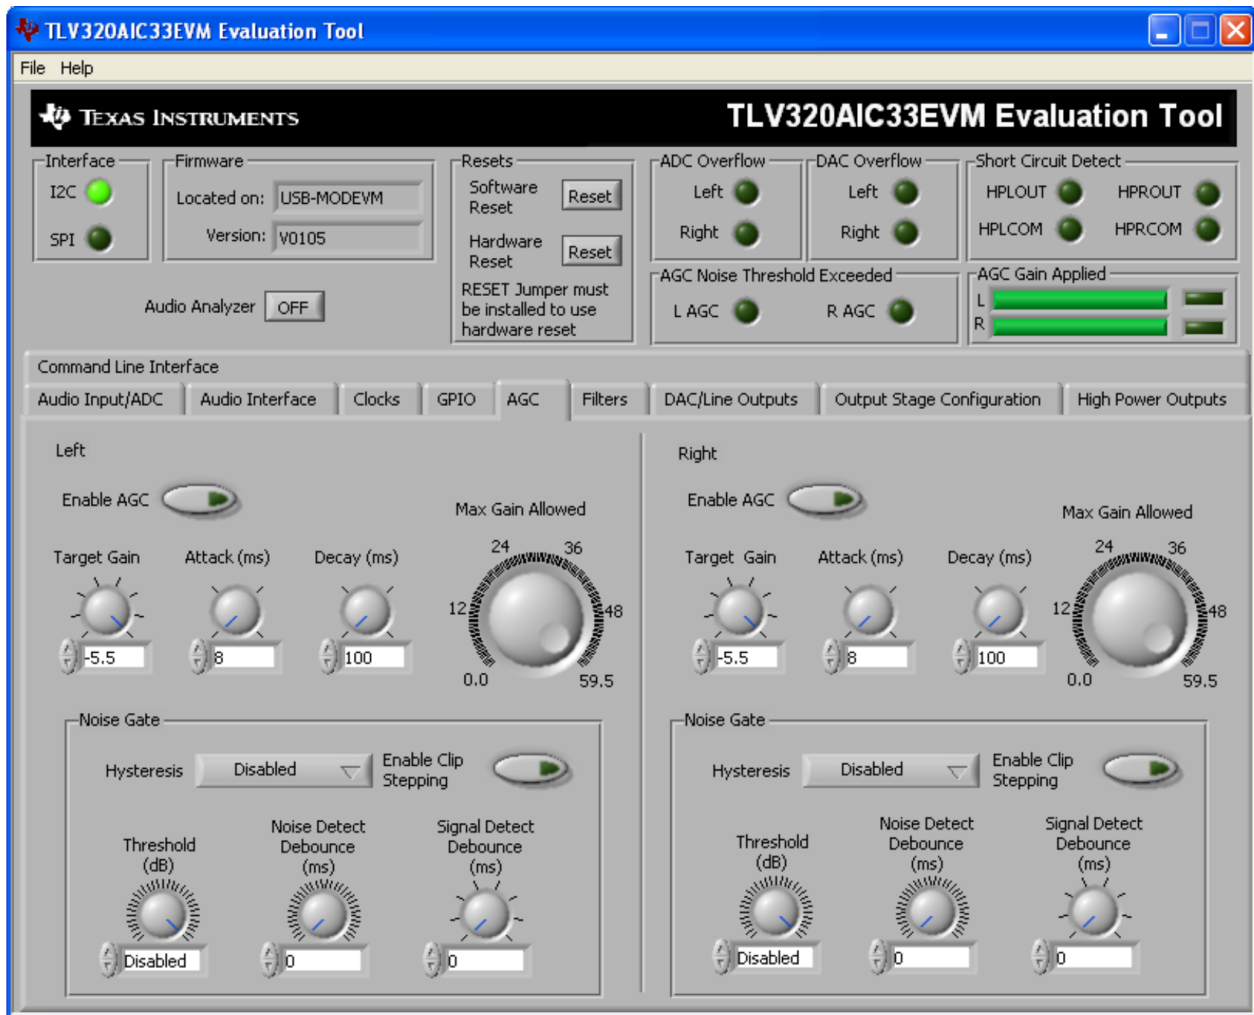 TLV320AIC33EVM Evaluation Tool
File Help
TEXAS INSTRUMENTS
TLV320AIC33EVM Evaluation Tool
Interface
I2C
SPI
Firmware
Located on: USB-MODEVM
Version: V0105
Audio Analyzer OFF
Resets
Software Reset Reset
Hardware Reset Reset
RESET Jumper must
be installed to use
hardware reset
ADC Overflow
Left
Right
DAC Overflow
Left
Right
Short Circuit Detect
HPLOUT HPROUT
HPLCOM HPRCOM
AGC Noise Threshold Exceeded
L AGC R AGC
AGC Gain Applied
L
R
Command Line Interface
Audio Input/ADC Audio Interface Clocks GPIO AGC Filters DAC/Line Outputs Output Stage Configuration High Power Outputs
Left
Enable AGC
Target Gain Attack (ms) Decay (ms)
-5.5 8 100
Max Gain Allowed
24 36
12 48
0.0 59.5
Noise Gate
Hysteresis Disabled
Enable Clip
Stepping
Threshold
(dB)
Disabled
Noise Detect
Debounce
(ms)
0
Signal Detect
Debounce
(ms)
0
Right
Enable AGC
Target Gain Attack (ms) Decay (ms)
-5.5 8 100
Max Gain Allowed
24 36
12 48
0.0 59.5
Noise Gate
Hysteresis Disabled
Enable Clip
Stepping
Threshold
(dB)
Disabled
Noise Detect
Debounce
(ms)
0
Signal Detect
Debounce
(ms)
0